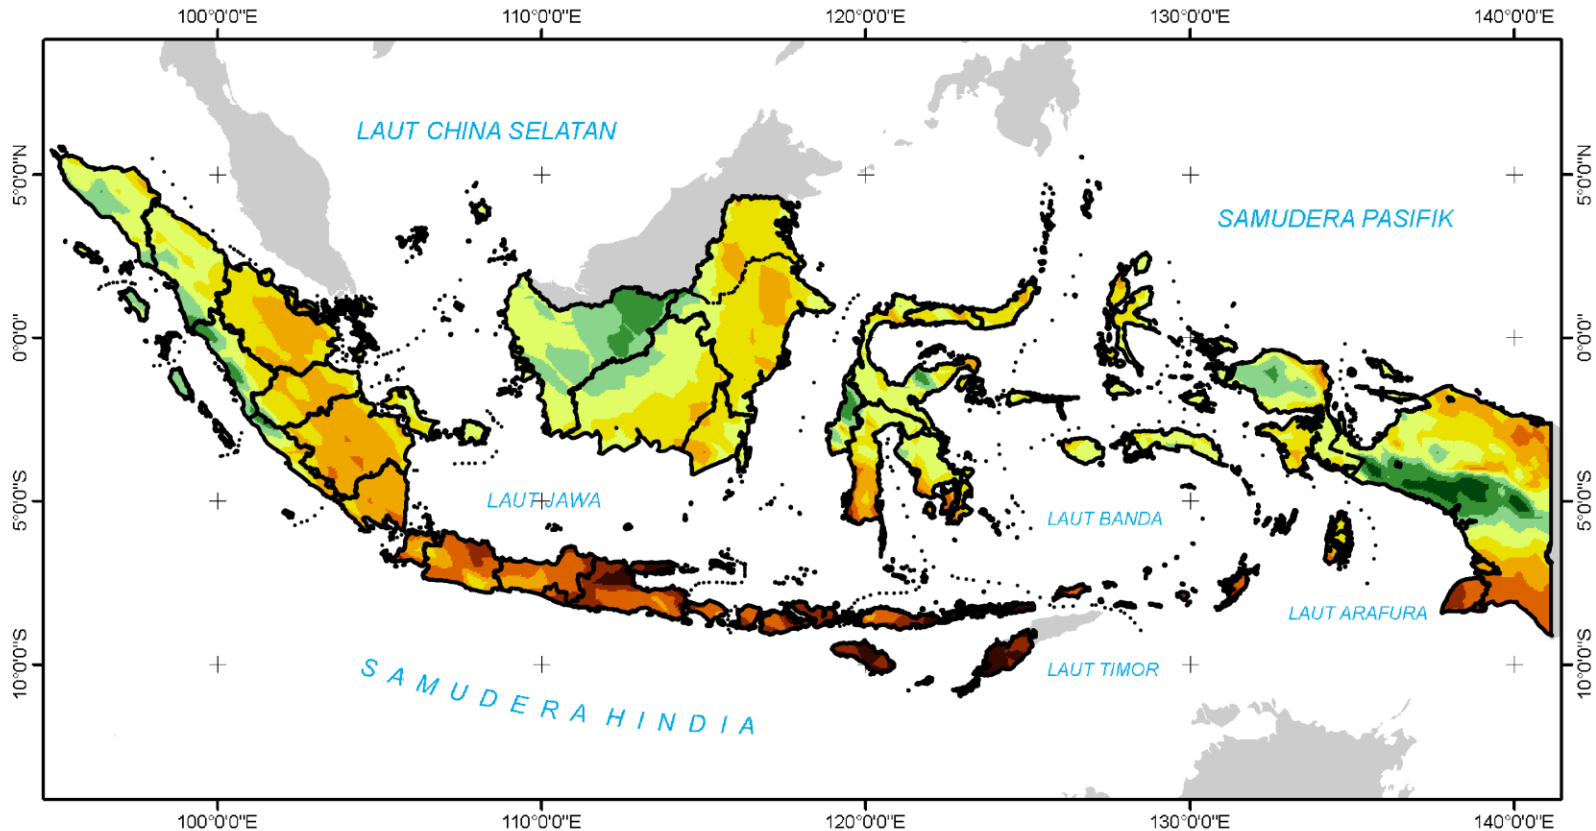 100°0'0"E 110°0'0"E 120°0'0"E 130°0'0"E 140°0'0"E
LAUT CHINA SELATAN
5°0'0"N 5°0'0"N
SAMUDERA PASIFIK
0°0'0" 0°0'0"
5°0'0"S LAUT JAWA 5°0'0"S
LAUT BANDA
LAUT ARAFURA
10°0'0"S LAUT TIMOR 10°0'0"S
SAMUDERA HINDIA
100°0'0"E 110°0'0"E 120°0'0"E 130°0'0"E 140°0'0"E